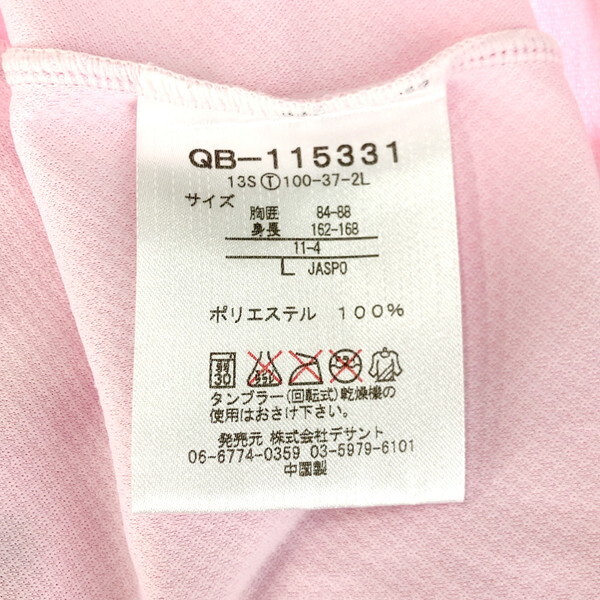 QB-115331
13SⓉ100-37-2L
サイズ
胸囲 84-88
身長 162-168
11-4
L JASPO
ポリエステル 100%
弱
30
タンブラー(回転式)乾燥機の
使用はおさけ下さい。
発売元 株式会社デサント
06-6774-0359 03-5979-6101
中國製